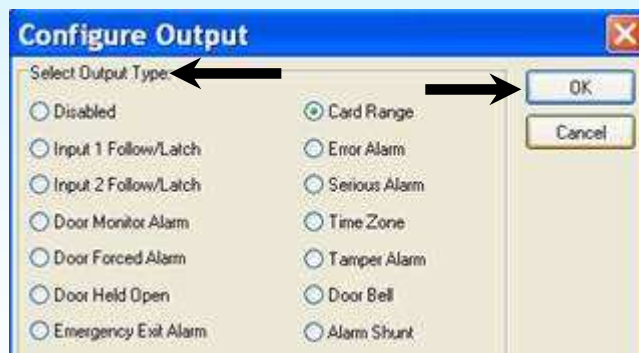 Configure Output
Select Output Type:
OK
Cancel
Disabled
Input 1 Follow/Latch
Input 2 Follow/Latch
Door Monitor Alarm
Door Forced Alarm
Door Held Open
Emergency Exit Alarm
Card Range
Error Alarm
Serious Alarm
Time Zone
Tamper Alarm
Door Bell
Alarm Shunt